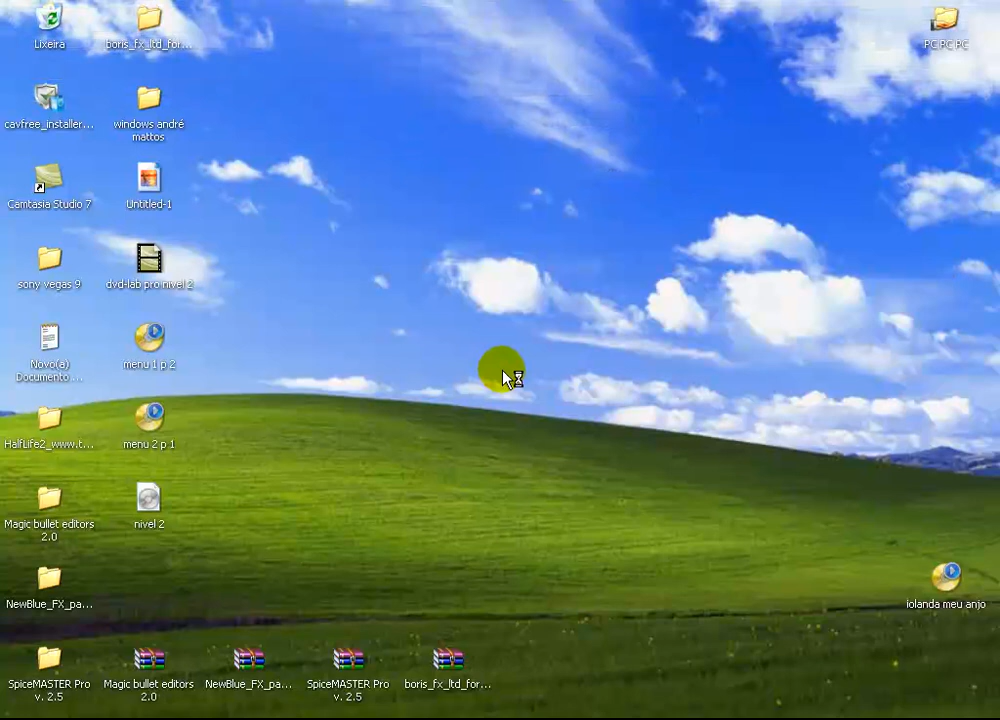 Lixeira
boris_fx_ltd_for...
PC PC PC
cavfree_installer...
windows andré
mattos
Camtasia Studio 7
Untitled-1
sony vegas 9
dvd-lab pro nivel 2
Novo(a)
Documento ...
menu 1 p 2
HalfLife2_www.t...
menu 2 p 1
Magic bullet editors
2.0
nivel 2
NewBlue_FX_pa...
iolanda meu anjo
SpiceMASTER Pro
v. 2.5
Magic bullet editors
2.0
NewBlue_FX_pa...
SpiceMASTER Pro
v. 2.5
boris_fx_ltd_for...